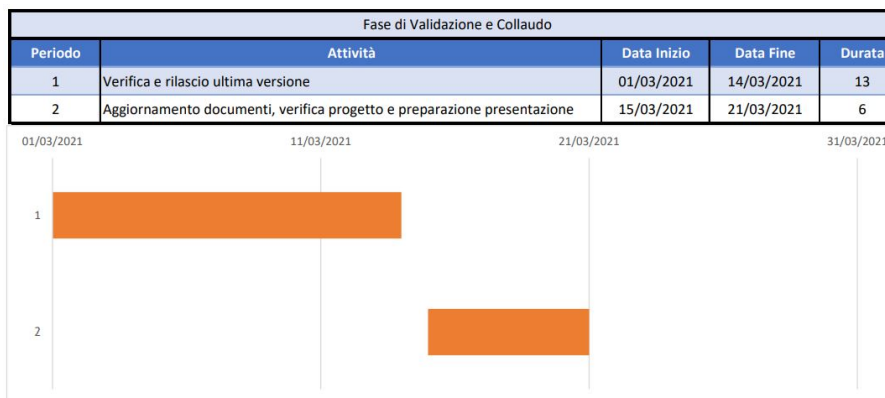 Fase di Validazione e Collaudo
Periodo Attività Data Inizio Data Fine Durata
1 Verifica e rilascio ultima versione 01/03/2021 14/03/2021 13
2 Aggiornamento documenti, verifica progetto e preparazione presentazione 15/03/2021 21/03/2021 6
01/03/2021 11/03/2021 21/03/2021 31/03/2021
1
2